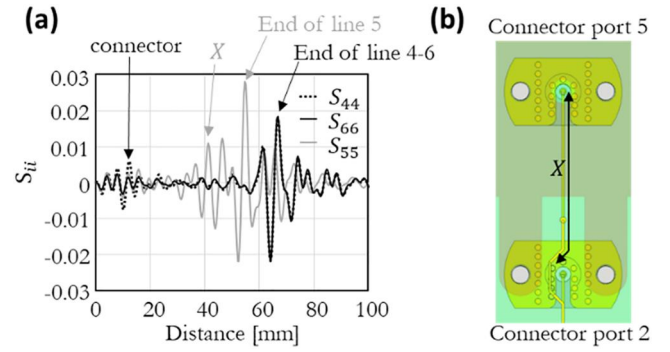 (a)
connector
X
End of line 5
End of line 4-6
0.03
0.02
0.01
0
-0.01
-0.02
-0.03
Sii
S44
S66
S55
0 20 40 60 80 100
Distance [mm]
(b)
Connector port 5
X
Connector port 2